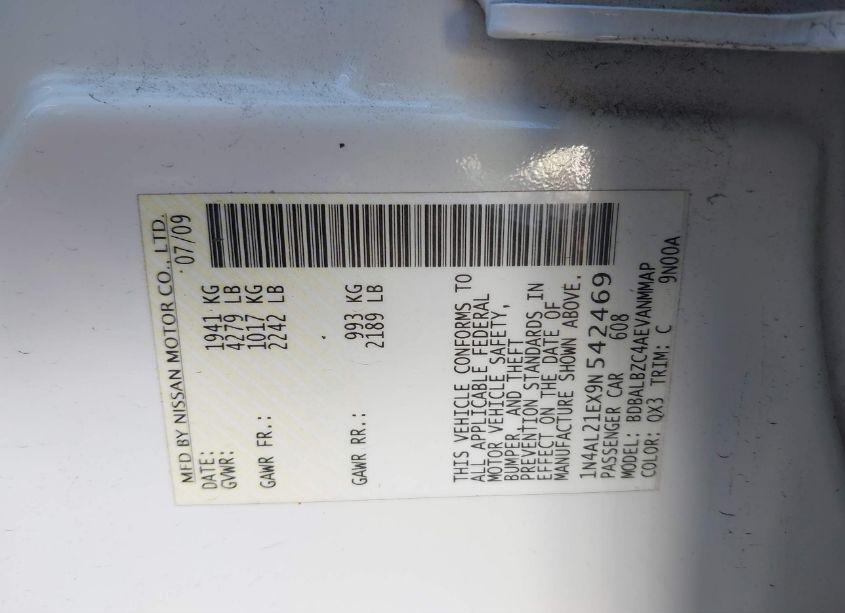 MFD BY NISSAN MOTOR CO., LTD.
DATE: 07/09
GVWR: 1941 KG
4279 LB
GAWR FR.: 1017 KG
2242 LB
GAWR RR.: 993 KG
2189 LB
THIS VEHICLE CONFORMS TO
ALL APPLICABLE FEDERAL
MOTOR VEHICLE SAFETY,
BUMPER, AND THEFT
PREVENTION STANDARDS IN
EFFECT ON THE DATE OF
MANUFACTURE SHOWN ABOVE.
1N4AL21EX9N542469
PASSENGER CAR 608
MODEL: BDBALBZC4AEVANMMAP
COLOR: QX3 TRIM: C 9N00A